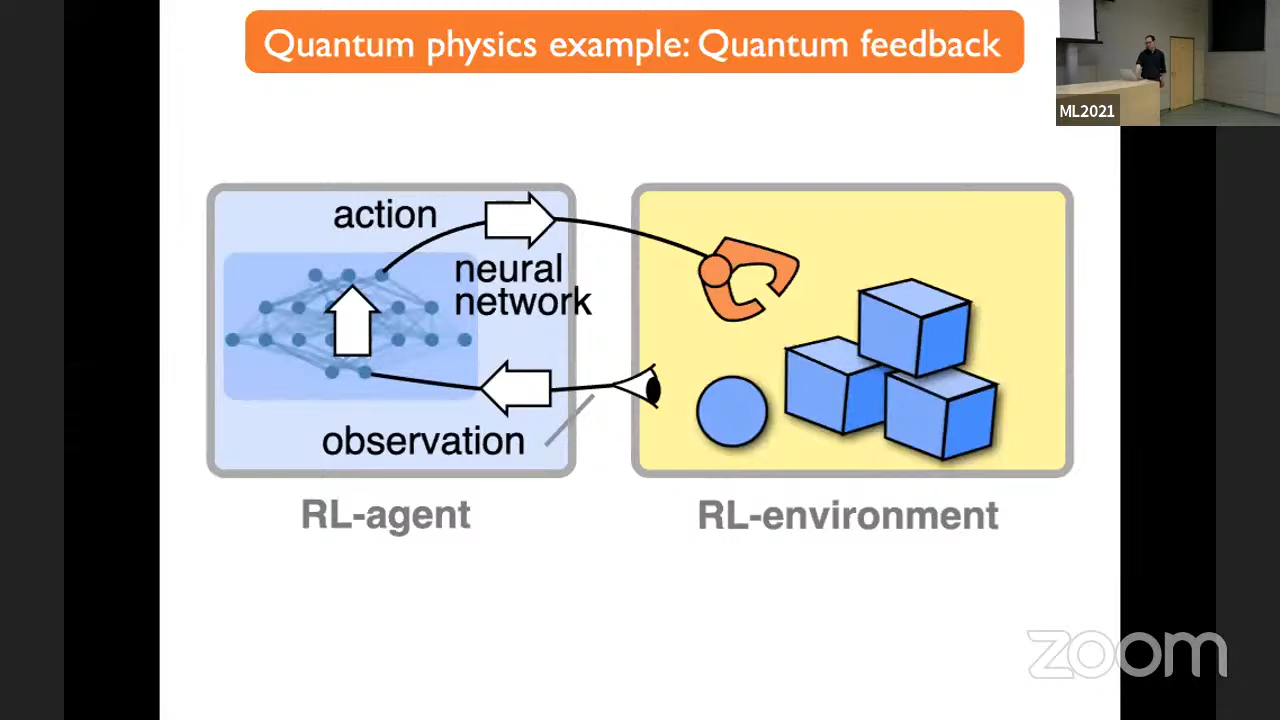 Quantum physics example: Quantum feedback
ML2021
action
neural
network
observation
RL-agent
RL-environment
zoom